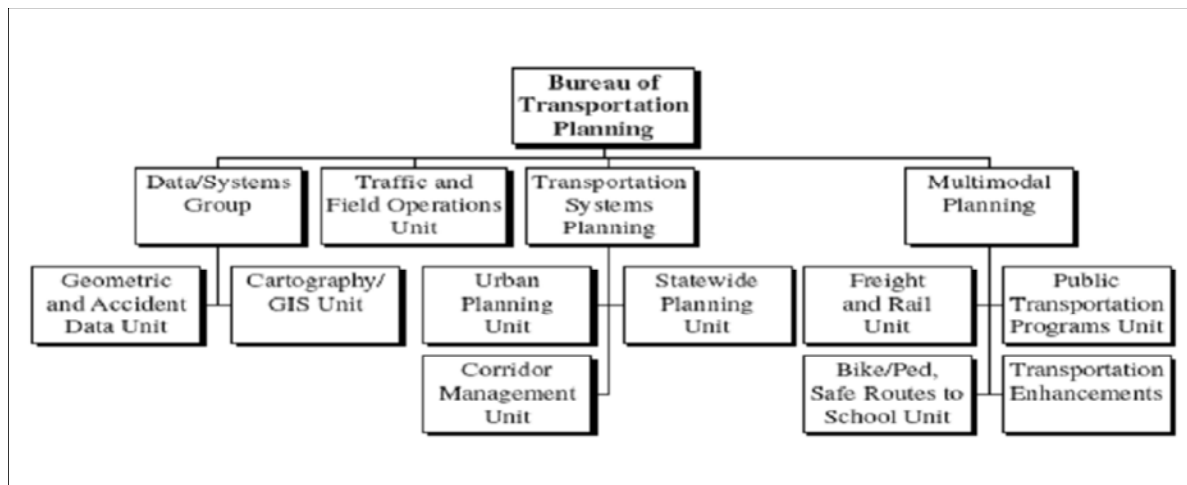 Bureau of
Transportation
Planning
Data/Systems
Group
Traffic and
Field Operations
Unit
Transportation
Systems
Planning
Multimodal
Planning
Geometric
and Accident
Data Unit
Cartography/
GIS Unit
Urban
Planning
Unit
Statewide
Planning
Unit
Freight
and Rail
Unit
Public
Transportation
Programs Unit
Corridor
Management
Unit
Bike/Ped,
Safe Routes to
School Unit
Transportation
Enhancements